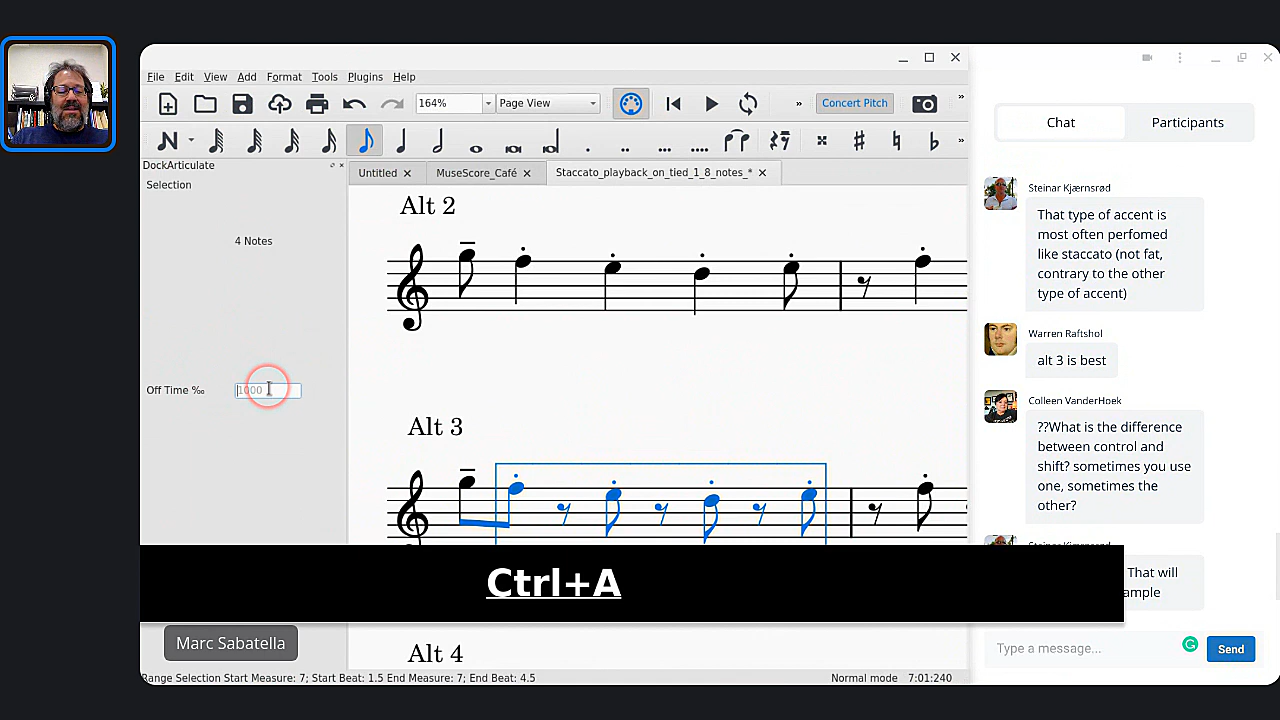 File Edit View Add Format Tools Plugins Help
164% Page View » Concert Pitch »
»
DockArticulate
Selection
4 Notes
Off Time ‰ 1000
Untitled MuseScore_Café Staccato_playback_on_tied_1_8_notes_*
Alt 2
Alt 3
Ctrl+A
Marc Sabatella
Alt 4
Range Selection Start Measure: 7; Start Beat: 1.5 End Measure: 7; End Beat: 4.5
Normal mode 7:01:240
Chat Participants
Steinar Kjærnsrød
That type of accent is
most often perfomed
like staccato (not fat,
contrary to the other
type of accent)
Warren Raftshol
alt 3 is best
Colleen VanderHoek
??What is the difference
between control and
shift? sometimes you use
one, sometimes the
other?
That will
Type a message...
Send